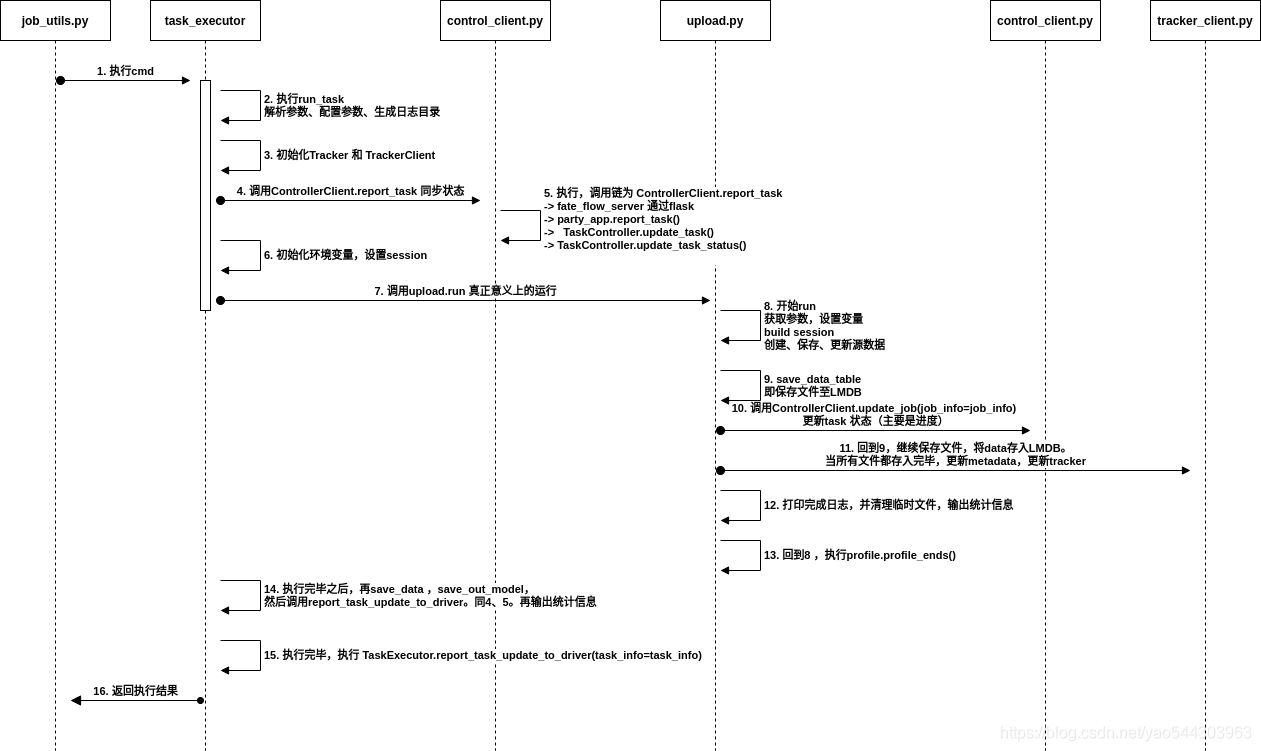 job_utils.py
task_executor
control_client.py
upload.py
control_client.py
tracker_client.py
1. 执行cmd
2. 执行run_task
解析参数、配置参数、生成日志目录
3. 初始化Tracker 和 TrackerClient
4. 调用ControllerClient.report_task 同步状态
5. 执行，调用链为 ControllerClient.report_task
-> fate_flow_server 通过flask
-> party_app.report_task()
-> TaskController.update_task()
-> TaskController.update_task_status()
6. 初始化环境变量，设置session
7. 调用upload.run 真正意义上的运行
8. 开始run
获取参数，设置变量
build session
创建、保存、更新源数据
9. save_data_table
即保存文件至LMDB
10. 调用ControllerClient.update_job(job_info=job_info)
更新task 状态（主要是进度）
11. 回到9，继续保存文件，将data存入LMDB。
当所有文件都存入完毕，更新metadata，更新tracker
12. 打印完成日志，并清理临时文件，输出统计信息
13. 回到8 ，执行profile.profile_ends()
14. 执行完毕之后，再save_data ，save_out_model，
然后调用report_task_update_to_driver。同4、5。再输出统计信息
15. 执行完毕，执行 TaskExecutor.report_task_update_to_driver(task_info=task_info)
16. 返回执行结果
https://blog.csdn.net/yao544303963